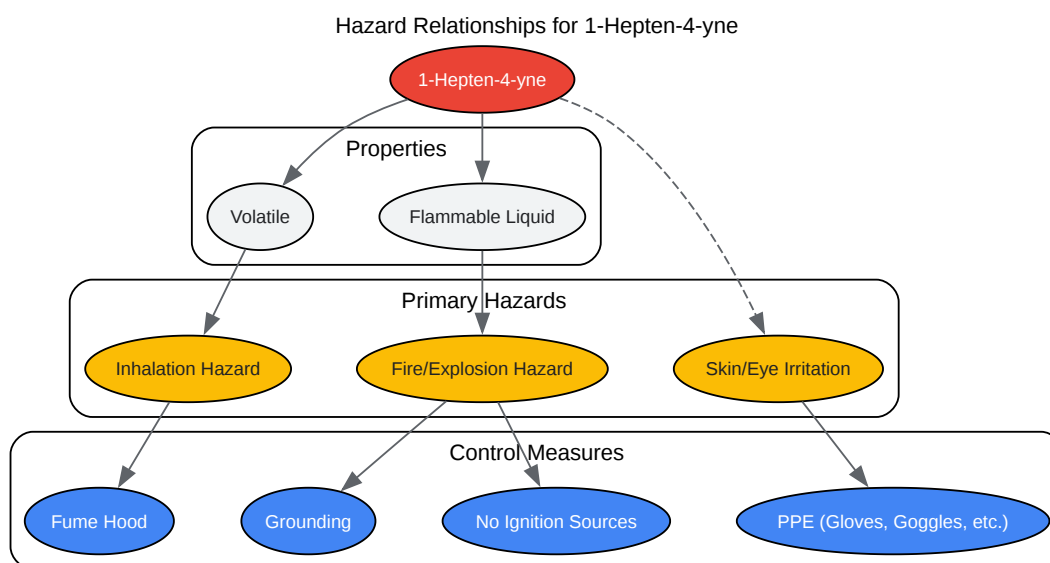 Hazard Relationships for 1-Hepten-4-yne
1-Hepten-4-yne
Properties
Volatile
Flammable Liquid
Primary Hazards
Inhalation Hazard
Fire/Explosion Hazard
Skin/Eye Irritation
Control Measures
Fume Hood
Grounding
No Ignition Sources
PPE (Gloves, Goggles, etc.)